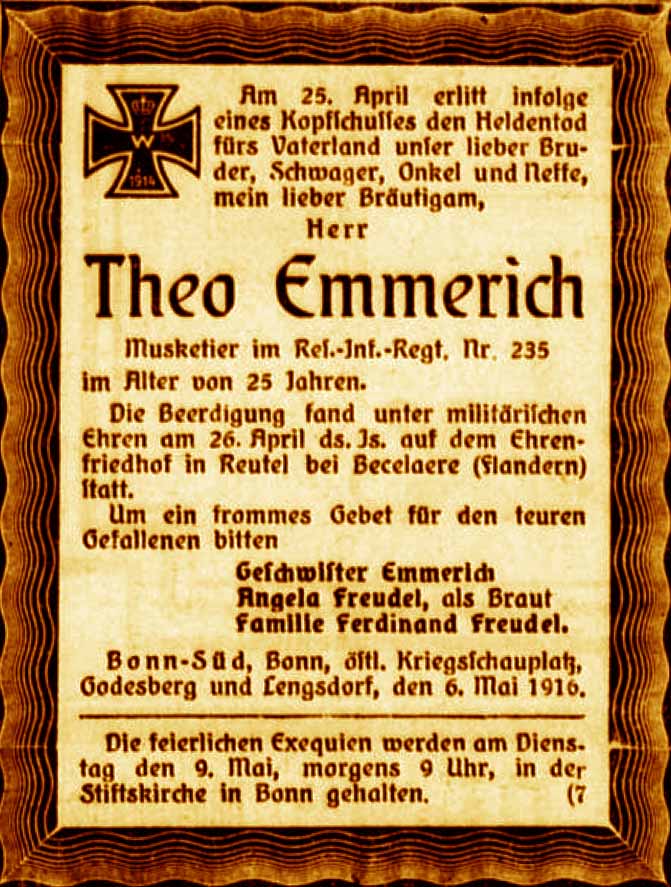 W
1914
Am 25. April erlitt infolge
eines Kopfschusses den Heldentod
fürs Vaterland unser lieber Bru-
der, Schwager, Onkel und Neffe,
mein lieber Bräutigam,
Herr
Theo Emmerich
Musketier im Res.-Inf.-Regt. Nr. 235
im Alter von 25 Jahren.
Die Beerdigung fand unter militärischen
Ehren am 26. April ds. Js. auf dem Ehren-
friedhof in Reutel bei Becelaere (Flandern)
statt.
Um ein frommes Gebet für den teuren
Gefallenen bitten
Geschwister Emmerich
Angela Freudel, als Braut
Familie Ferdinand Freudel.
Bonn-Süd, Bonn, östl. Kriegsschauplatz,
Godesberg und Lengsdorf, den 6. Mai 1916.
Die feierlichen Exequien werden am Diens-
tag den 9. Mai, morgens 9 Uhr, in der
Stiftskirche in Bonn gehalten. (7